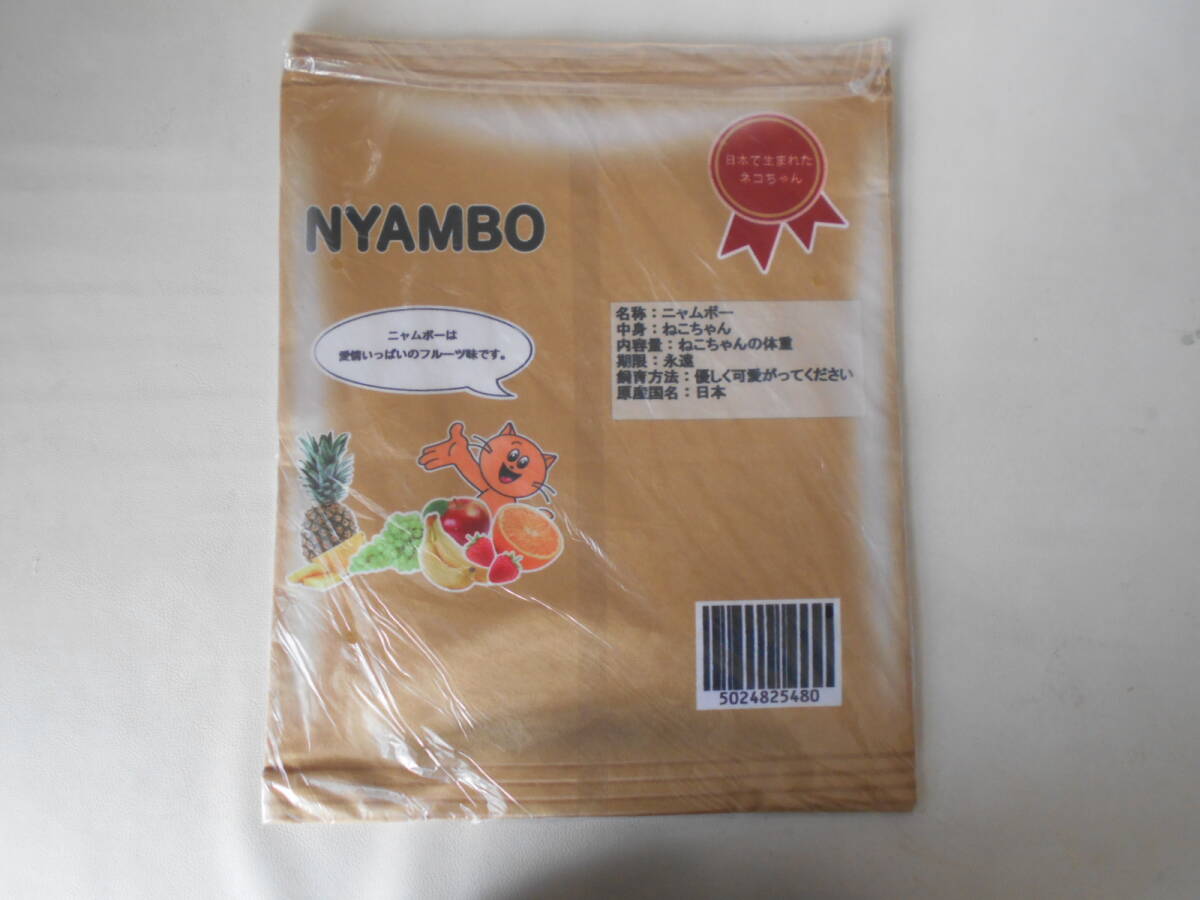 日本で生まれた
ネコちゃん
NYAMBO
ニャムボーは
愛情いっぱいのフルーツ味です。
名称：ニャムボー
中身：ねこちゃん
内容量：ねこちゃんの体重
期限：永遠
飼育方法：優しく可愛がってください
原産国名：日本
5024825480